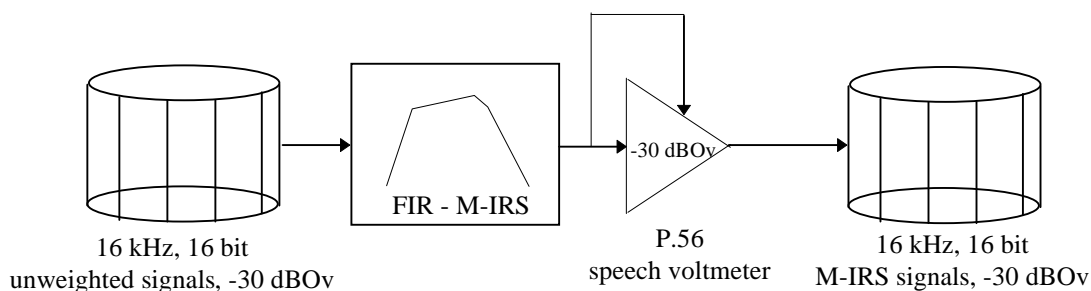 -30 dBOv
FIR - M-IRS
16 kHz, 16 bit
unweighted signals, -30 dBOv
P.56
speech voltmeter
16 kHz, 16 bit
M-IRS signals, -30 dBOv